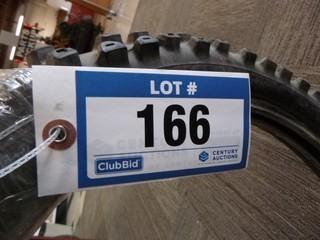 LOT #
166
ClubBid
CENTURY
AUCTIONS